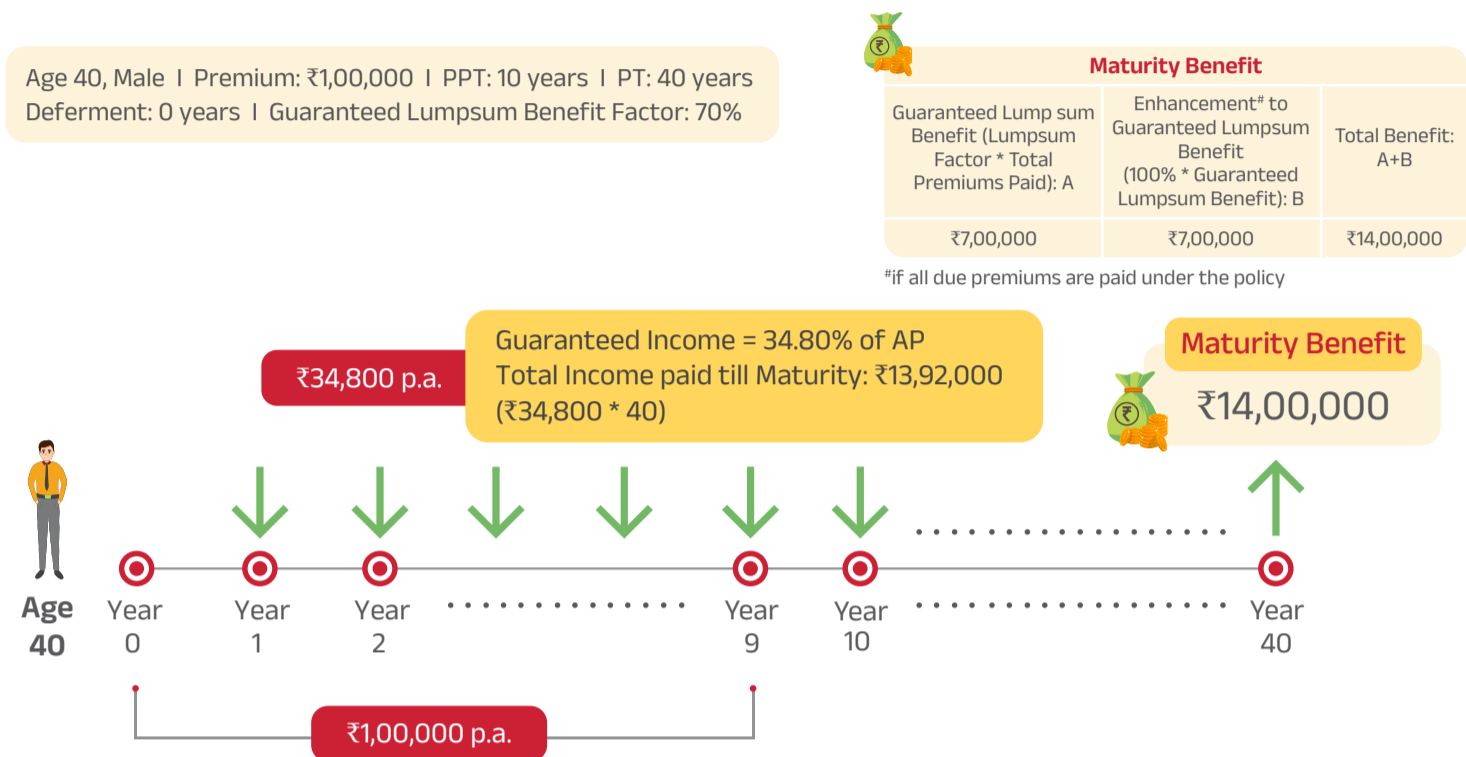 Age 40, Male I Premium: ₹1,00,000 I PPT: 10 years I PT: 40 years
Deferment: 0 years I Guaranteed Lumpsum Benefit Factor: 70%
₹
Maturity Benefit
Guaranteed Lump sum
Benefit (Lumpsum
Factor * Total
Premiums Paid): A
Enhancement# to
Guaranteed Lumpsum
Benefit
(100% * Guaranteed
Lumpsum Benefit): B
Total Benefit:
A+B
₹7,00,000
₹7,00,000
₹14,00,000
#if all due premiums are paid under the policy
₹34,800 p.a.
Guaranteed Income = 34.80% of AP
Total Income paid till Maturity: ₹13,92,000
(₹34,800 * 40)
Maturity Benefit
₹
₹14,00,000
Age
40
Year
0
Year
1
Year
2
Year
9
Year
10
Year
40
₹1,00,000 p.a.